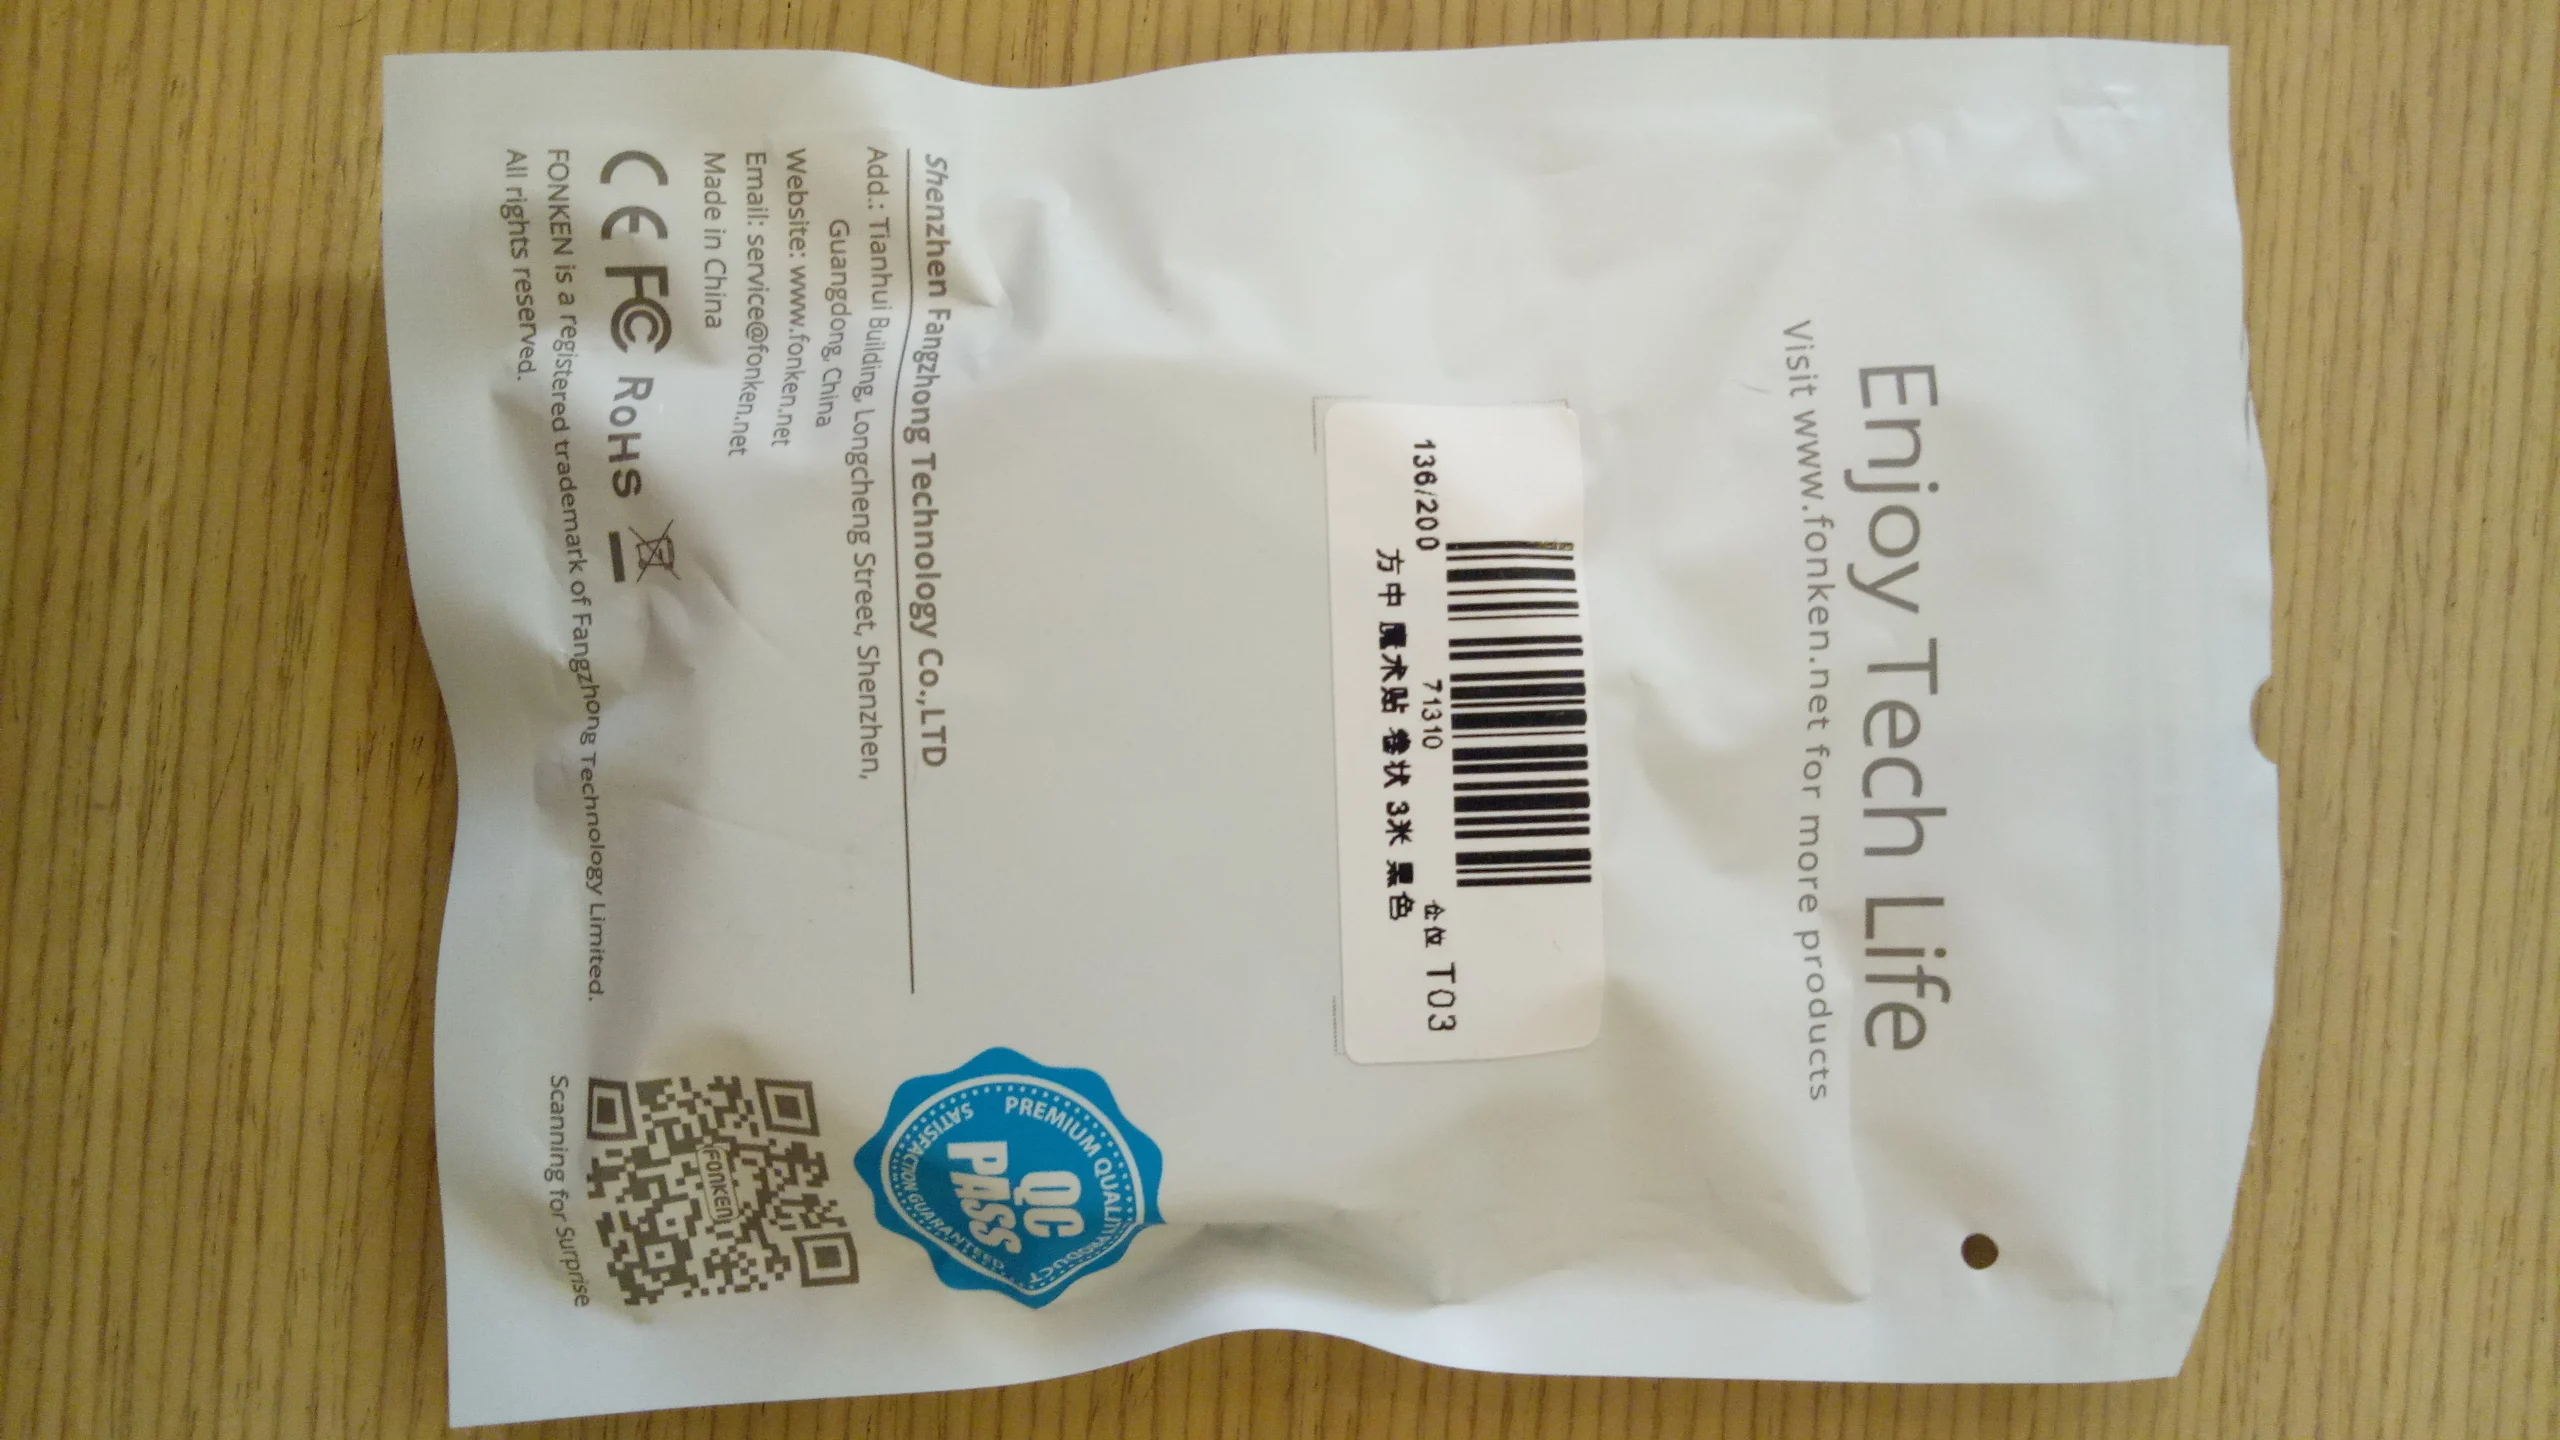 Enjoy Tech Life
Visit www.fonken.net for more products
136/200 71310 仓位 T03
方中 魔术贴 卷状 3米 黑色
PREMIUM QUALITY PRODUCT
QC
PASS
SATISFACTION GUARANTEED
Shenzhen Fangzhong Technology Co.,LTD
Add.: Tianhui Building, Longcheng Street, Shenzhen,
Guangdong, China
Website: www.fonken.net
Email: service@fonken.net
Made in China
CE FC RoHS
FONKEN is a registered trademark of Fangzhong Technology Limited.
All rights reserved.
FONKEN
Scanning for Surprise